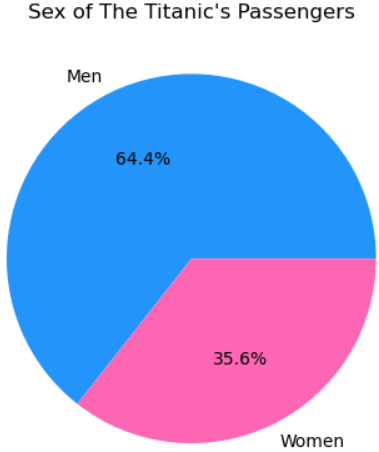 Sex of The Titanic's Passengers
Men
64.4%
35.6%
Women